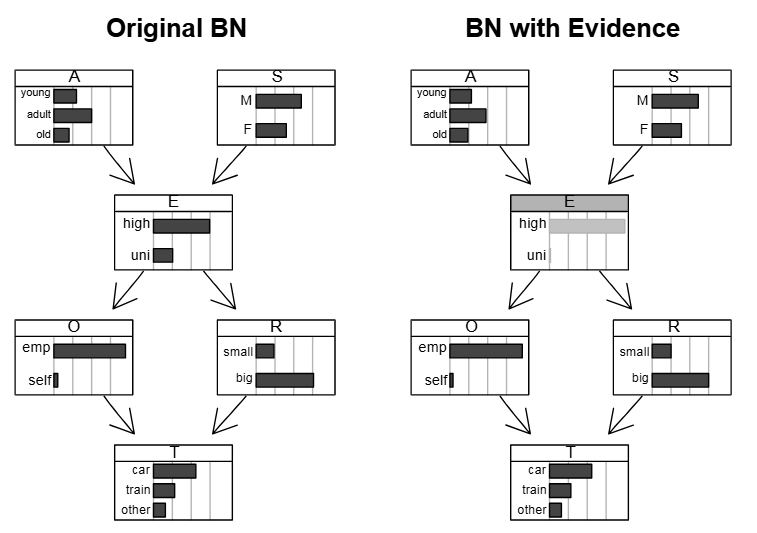 Original BN
A
young
adult
old
S
M
F
E
high
uni
O
emp
self
R
small
big
T
car
train
other
BN with Evidence
A
young
adult
old
S
M
F
E
high
uni
O
emp
self
R
small
big
T
car
train
other